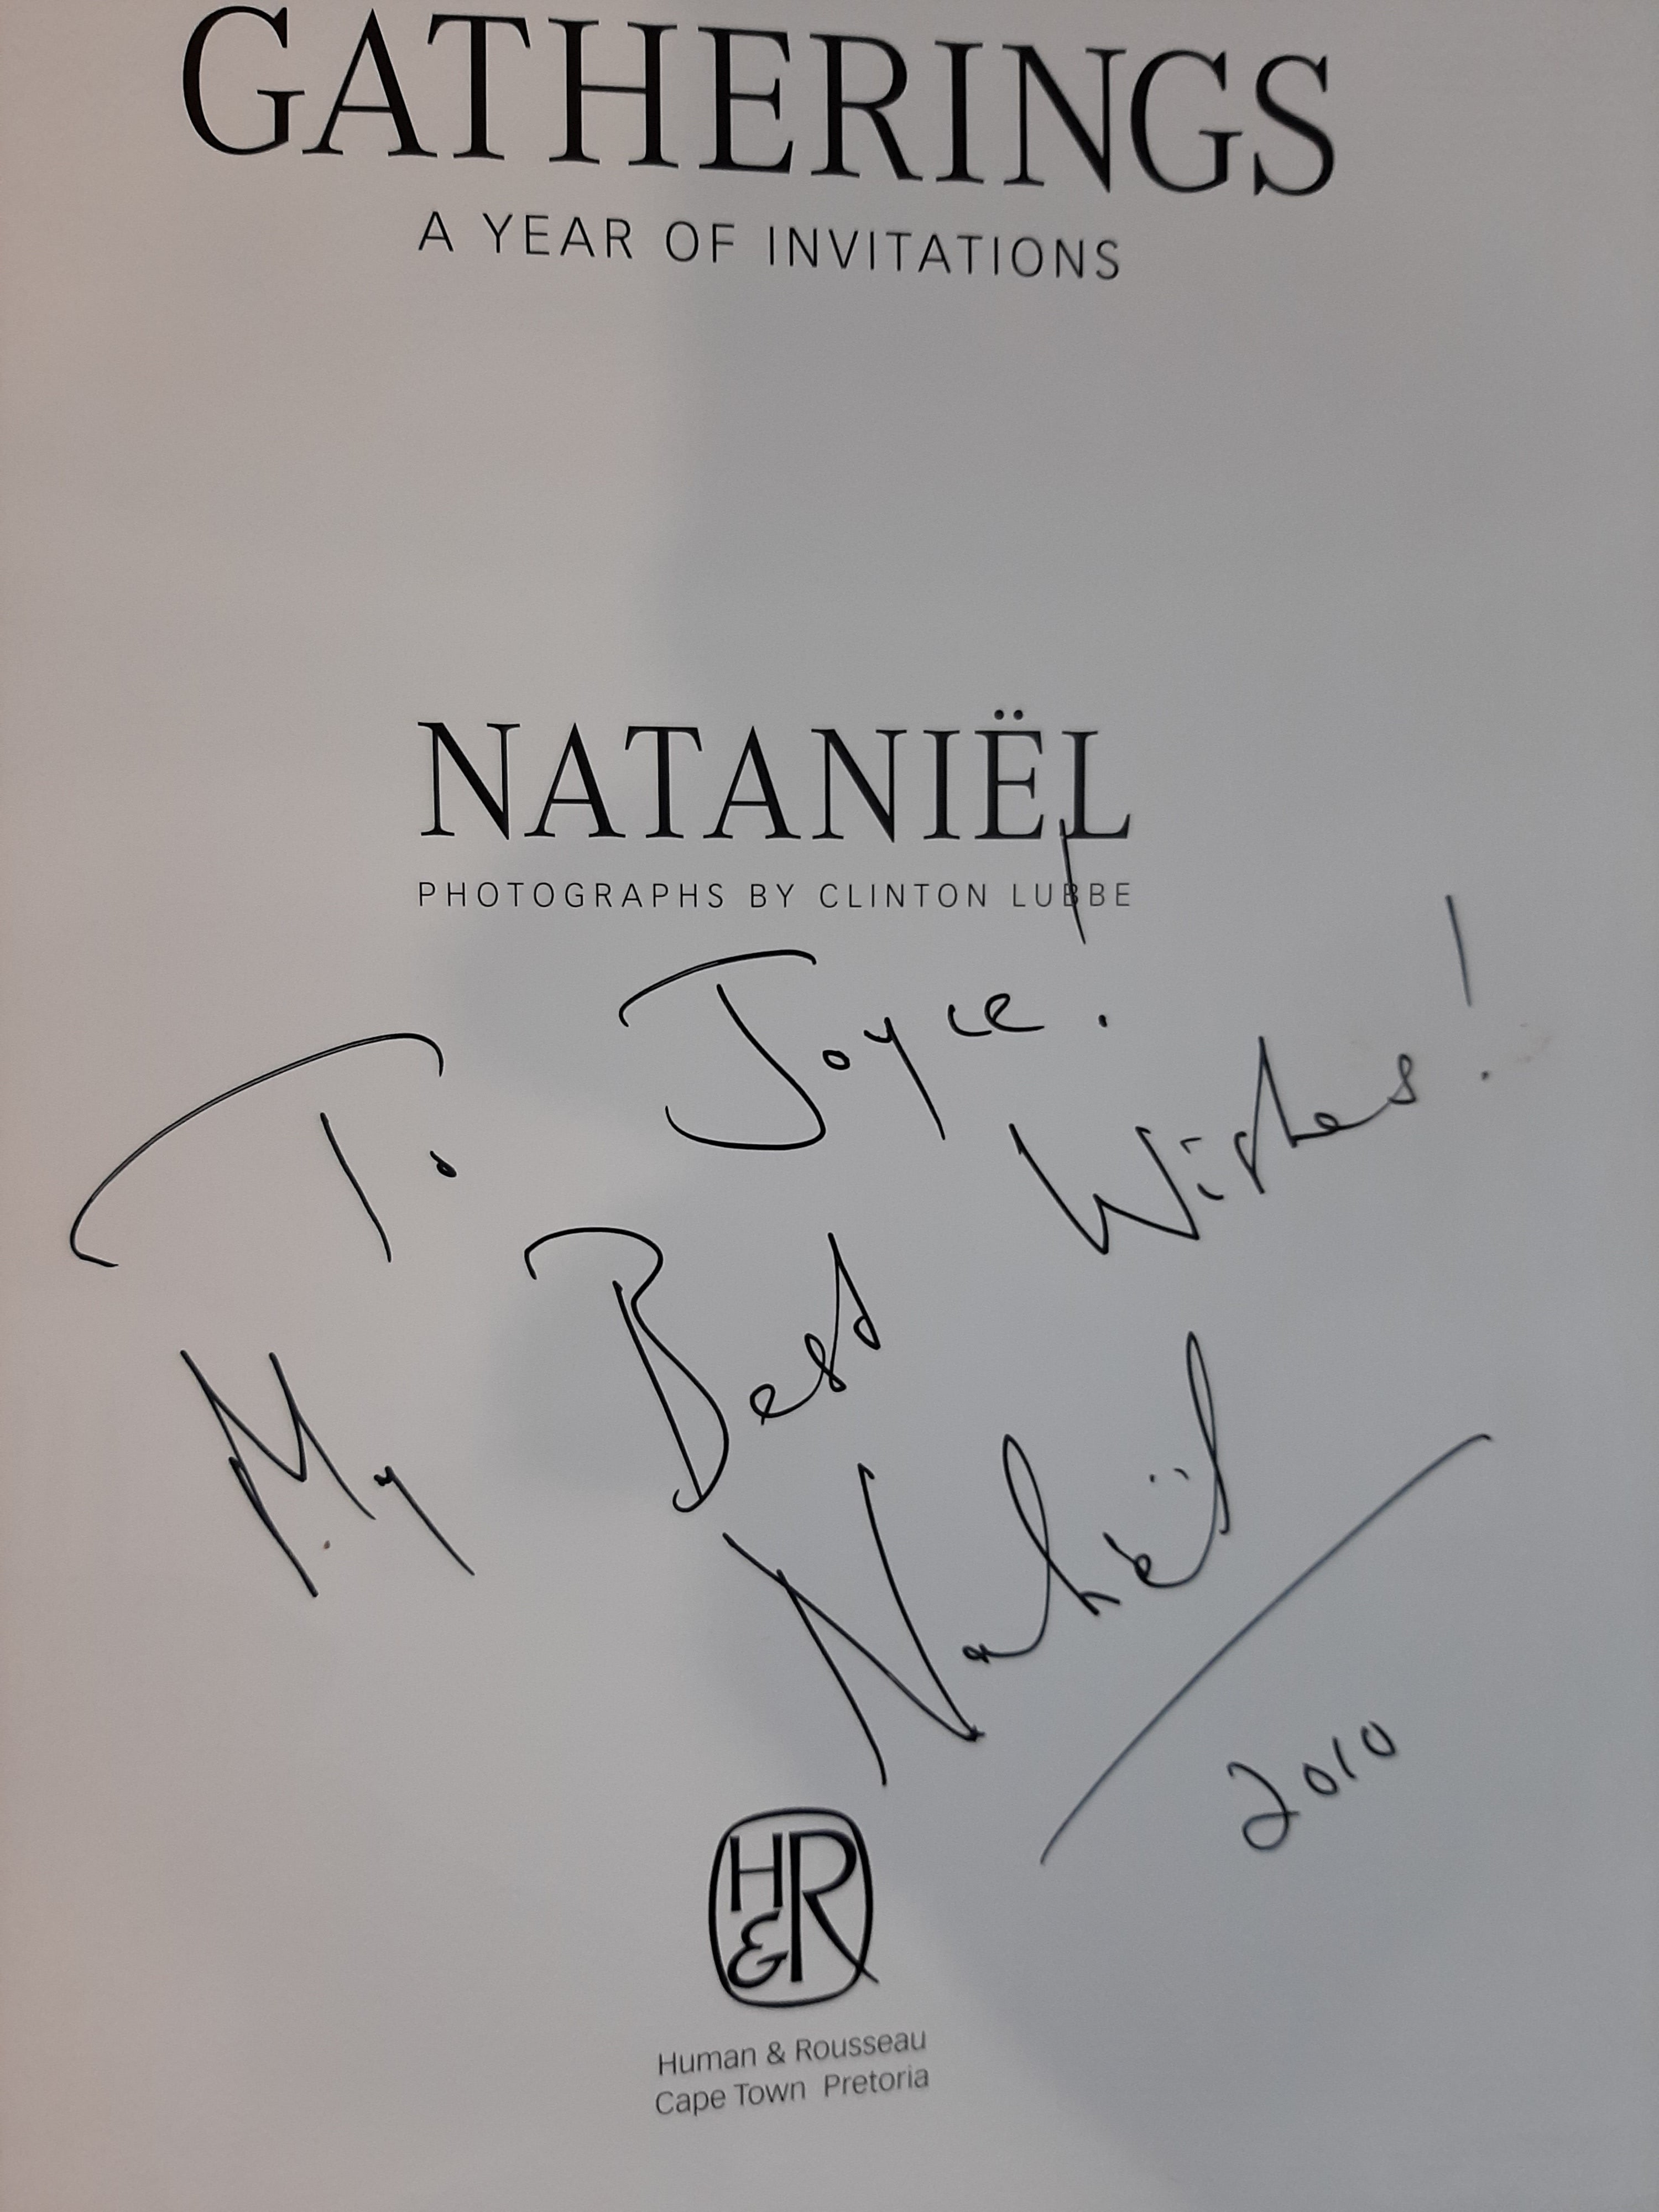 GATHERINGS
A YEAR OF INVITATIONS
NATANIËL
PHOTOGRAPHS BY CLINTON LUBBE
To Joyce!
My Best Wishes!
Nataniël
2010
H&R
Human & Rousseau
Cape Town Pretoria